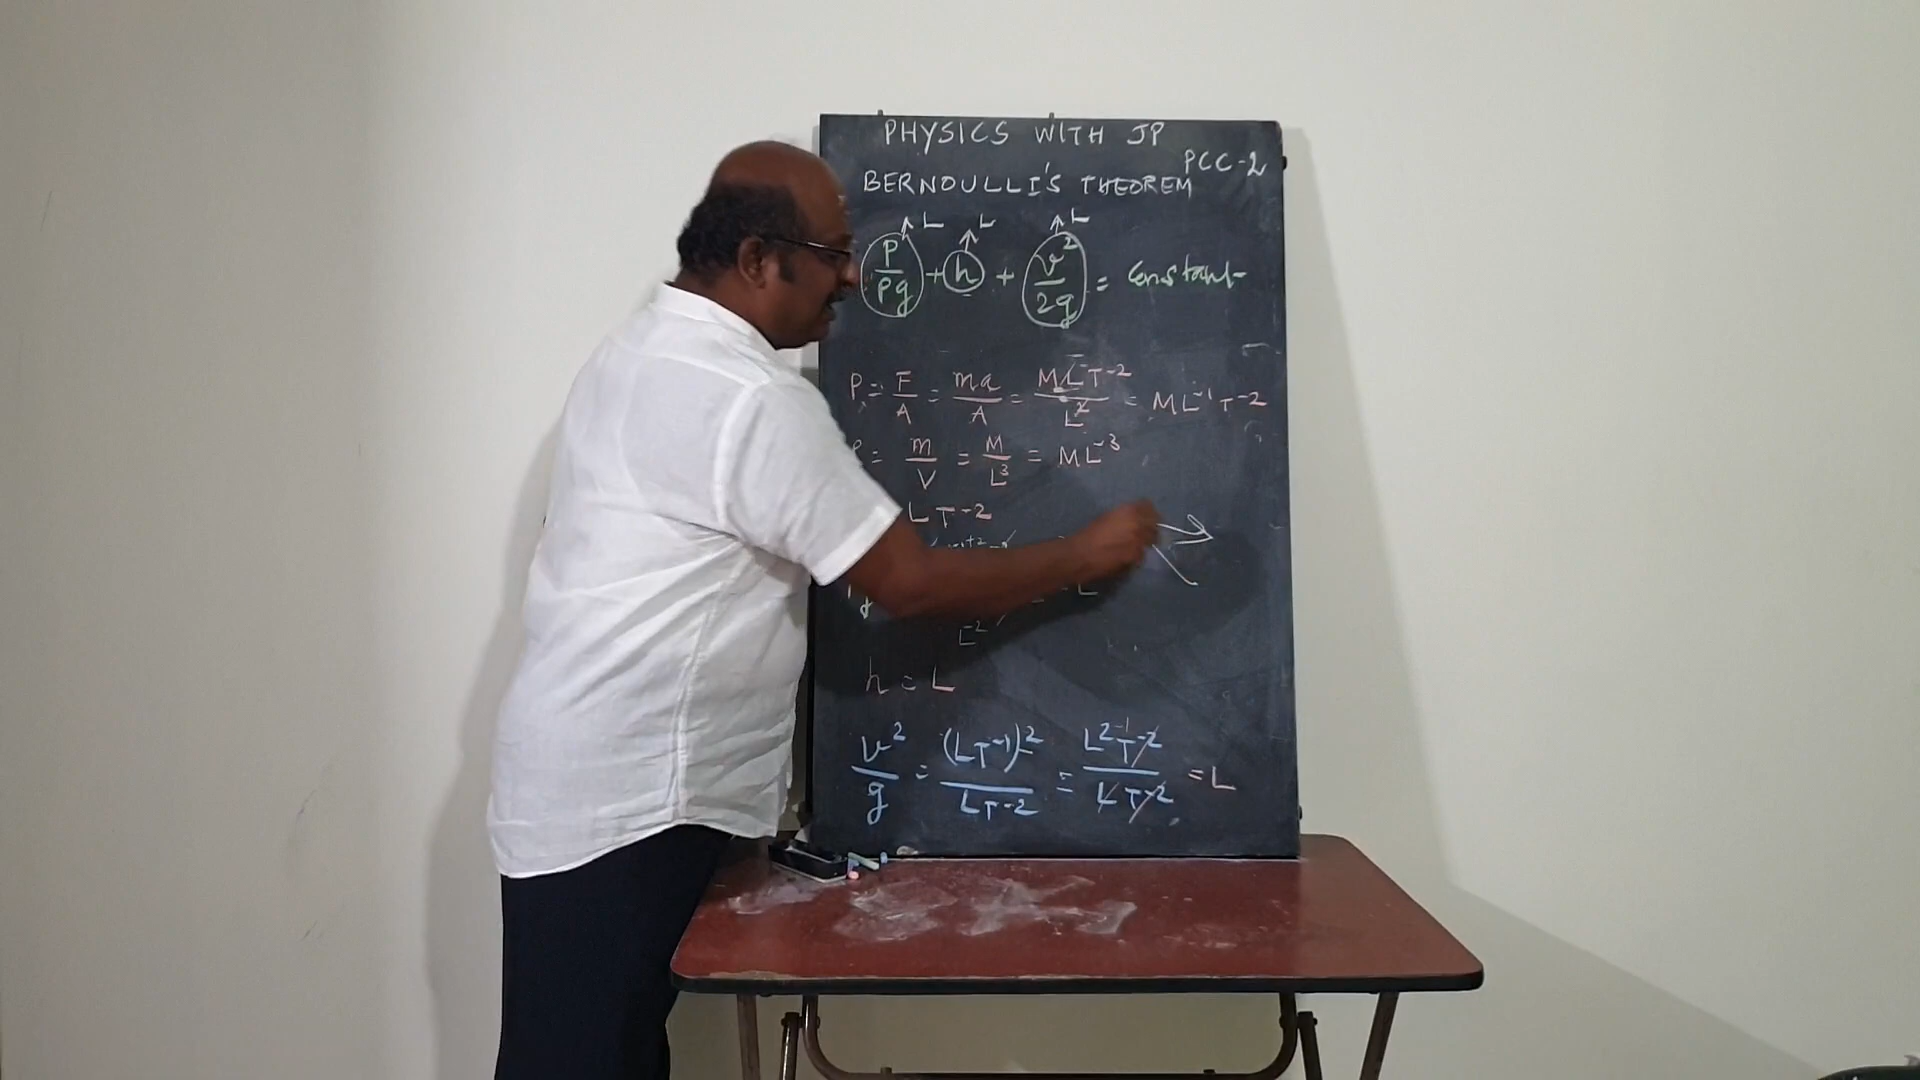 PHYSICS WITH JP
PCC-2
BERNOULLI'S THEOREM
L L L
P/ρg + h + v²/2g = Constant
P = F/A = ma/A = MLT⁻²/L² = ML⁻¹T⁻²
= m/V = M/L³ = ML⁻³
LT⁻²
L⁻²
h = L
v²/g = (LT⁻¹)²/LT⁻² = L²T⁻²/LT⁻² = L